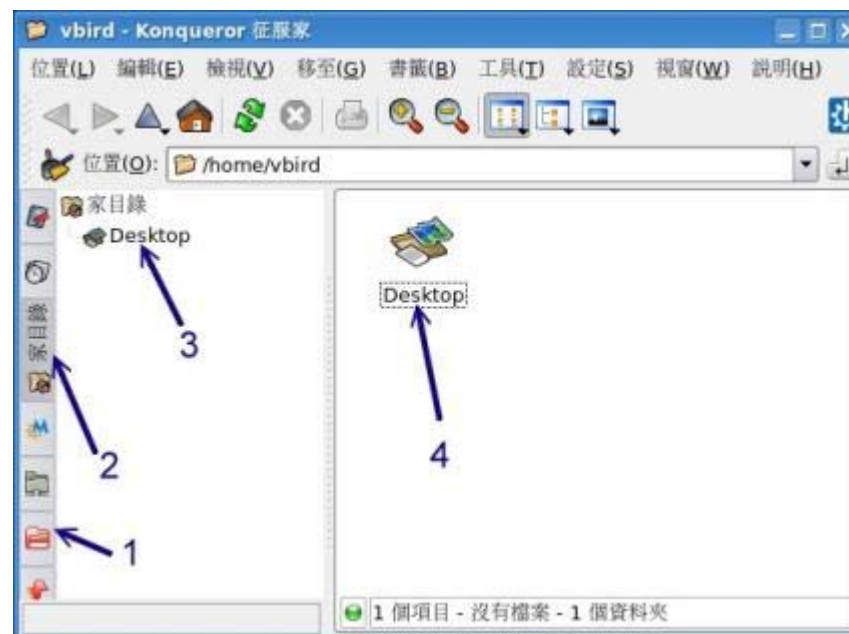 vbird - Konqueror 征服家
位置(L) 編輯(E) 檢視(V) 移至(G) 書籤(B) 工具(T) 設定(S) 視窗(W) 說明(H)
位置(O): /home/vbird
家目錄
Desktop
家目錄
Desktop
3
2
4
1
1 個項目 - 沒有檔案 - 1 個資料夾